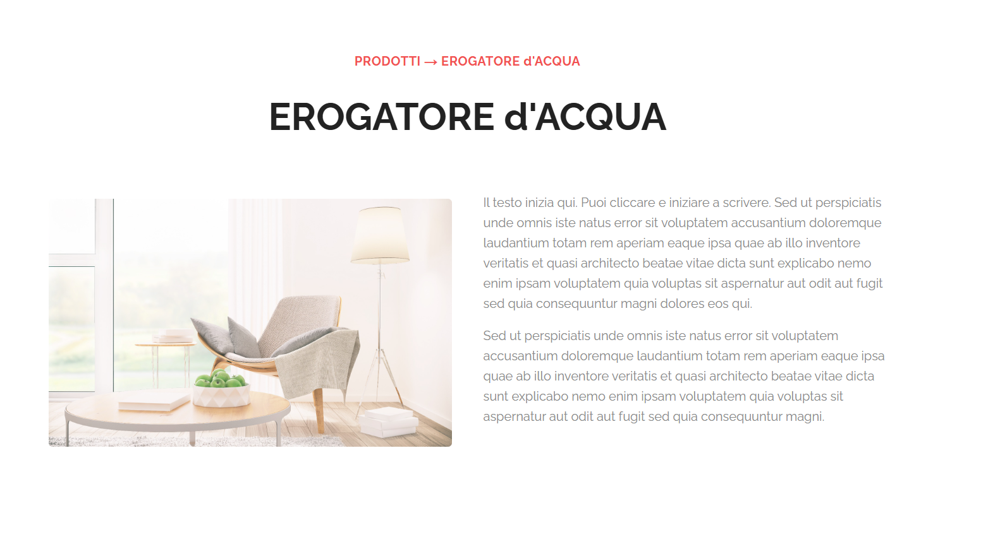 PRODOTTI → EROGATORE d'ACQUA
EROGATORE d'ACQUA
Il testo inizia qui. Puoi cliccare e iniziare a scrivere. Sed ut perspiciatis
unde omnis iste natus error sit voluptatem accusantium doloremque
laudantium totam rem aperiam eaque ipsa quae ab illo inventore
veritatis et quasi architecto beatae vitae dicta sunt explicabo nemo
enim ipsam voluptatem quia voluptas sit aspernatur aut odit aut fugit
sed quia consequuntur magni dolores eos qui.
Sed ut perspiciatis unde omnis iste natus error sit voluptatem
accusantium doloremque laudantium totam rem aperiam eaque ipsa
quae ab illo inventore veritatis et quasi architecto beatae vitae dicta
sunt explicabo nemo enim ipsam voluptatem quia voluptas sit
aspernatur aut odit aut fugit sed quia consequuntur magni.